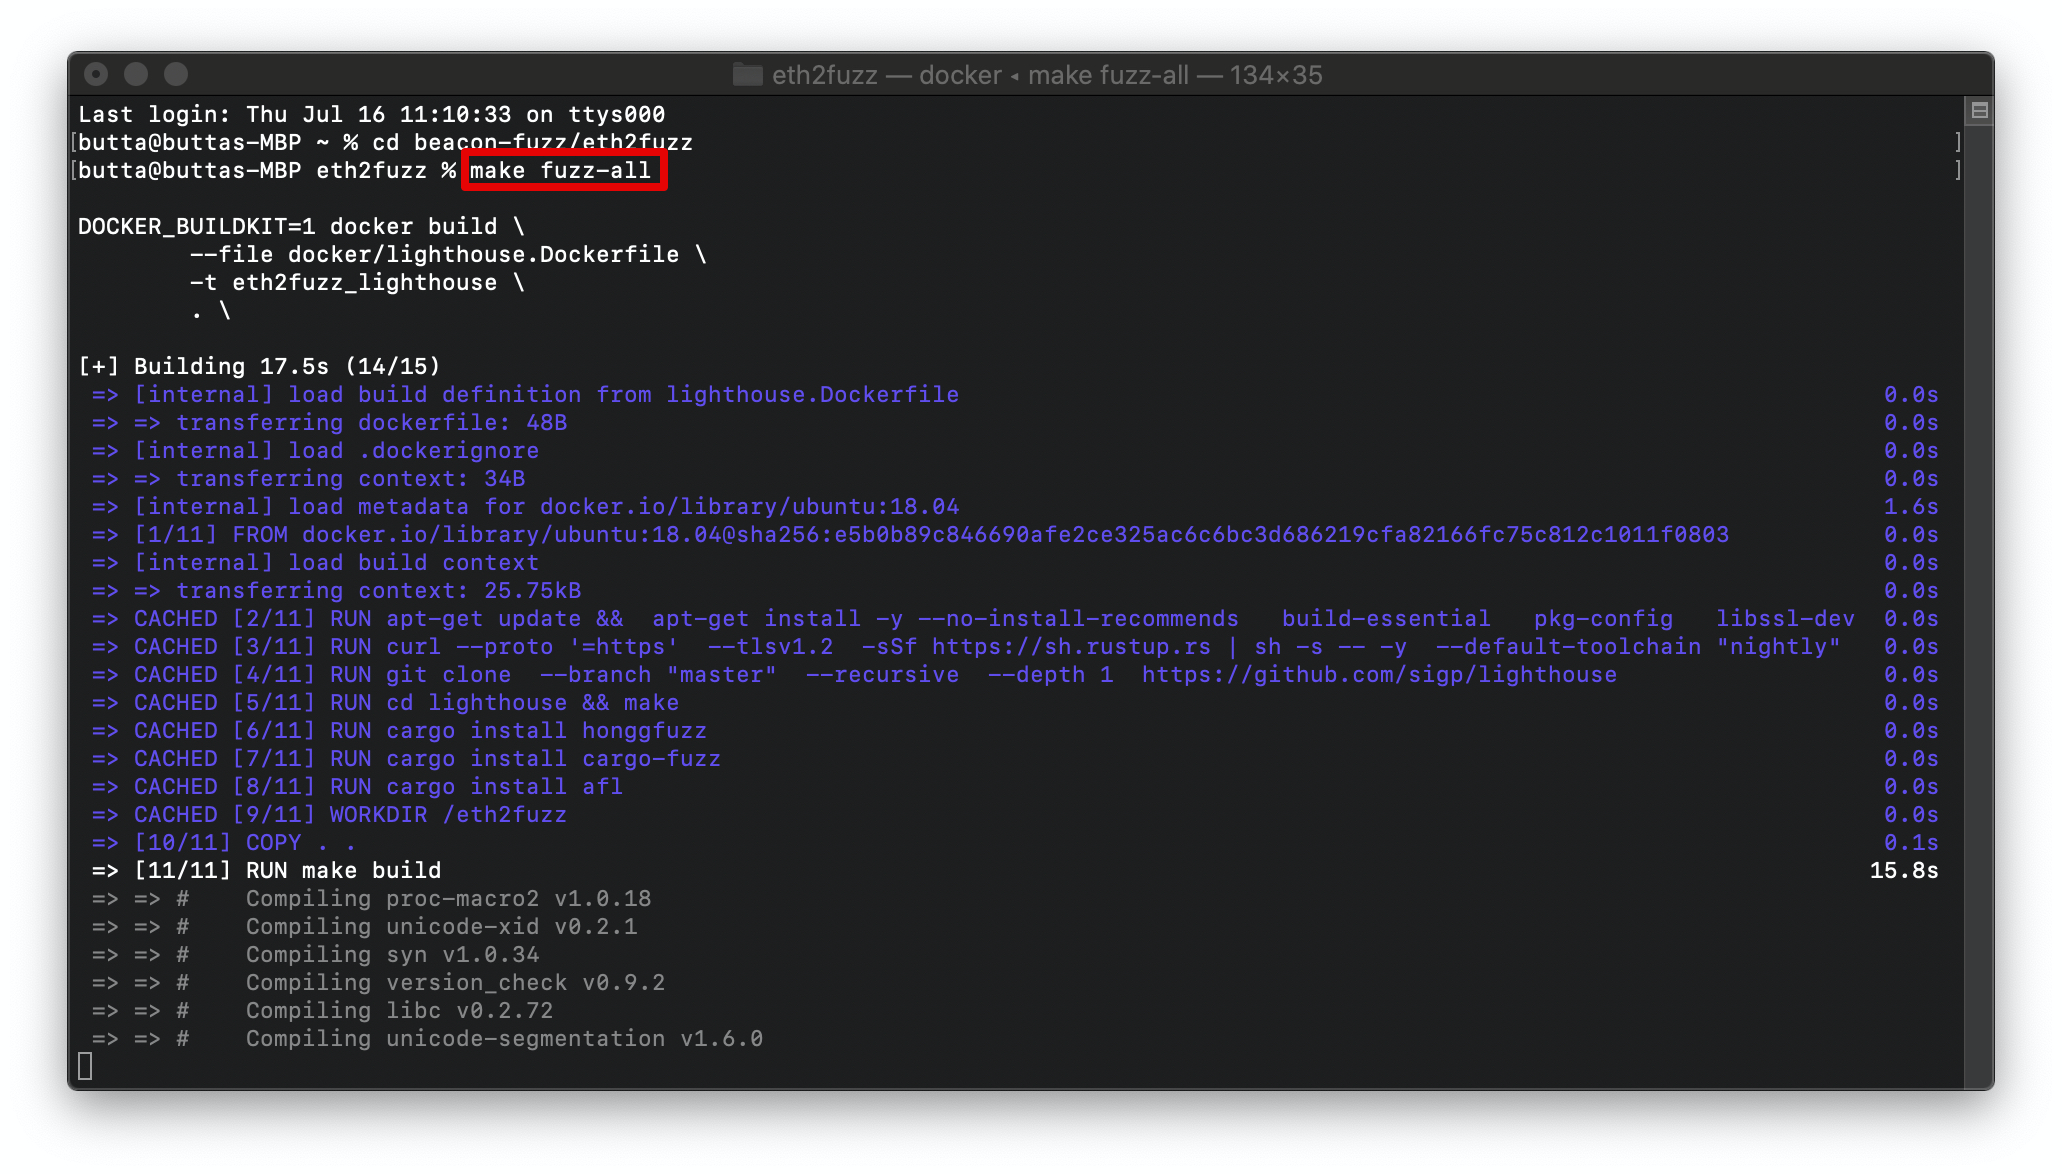 eth2fuzz — docker ◂ make fuzz-all — 134×35
Last login: Thu Jul 16 11:10:33 on ttys000
[butta@buttas-MBP ~ % cd beacon-fuzz/eth2fuzz ]
[butta@buttas-MBP eth2fuzz % make fuzz-all ]
DOCKER_BUILDKIT=1 docker build \
--file docker/lighthouse.Dockerfile \
-t eth2fuzz_lighthouse \
. \
[+] Building 17.5s (14/15)
=> [internal] load build definition from lighthouse.Dockerfile 0.0s
=> => transferring dockerfile: 48B 0.0s
=> [internal] load .dockerignore 0.0s
=> => transferring context: 34B 0.0s
=> [internal] load metadata for docker.io/library/ubuntu:18.04 1.6s
=> [1/11] FROM docker.io/library/ubuntu:18.04@sha256:e5b0b89c846690afe2ce325ac6c6bc3d686219cfa82166fc75c812c1011f0803 0.0s
=> [internal] load build context 0.0s
=> => transferring context: 25.75kB 0.0s
=> CACHED [2/11] RUN apt-get update &&  apt-get install -y --no-install-recommends   build-essential   pkg-config   libssl-dev 0.0s
=> CACHED [3/11] RUN curl --proto '=https'  --tlsv1.2  -sSf https://sh.rustup.rs | sh -s -- -y  --default-toolchain "nightly" 0.0s
=> CACHED [4/11] RUN git clone  --branch "master"  --recursive  --depth 1  https://github.com/sigp/lighthouse 0.0s
=> CACHED [5/11] RUN cd lighthouse && make 0.0s
=> CACHED [6/11] RUN cargo install honggfuzz 0.0s
=> CACHED [7/11] RUN cargo install cargo-fuzz 0.0s
=> CACHED [8/11] RUN cargo install afl 0.0s
=> CACHED [9/11] WORKDIR /eth2fuzz 0.0s
=> [10/11] COPY . . 0.1s
=> [11/11] RUN make build 15.8s
=> => #    Compiling proc-macro2 v1.0.18
=> => #    Compiling unicode-xid v0.2.1
=> => #    Compiling syn v1.0.34
=> => #    Compiling version_check v0.9.2
=> => #    Compiling libc v0.2.72
=> => #    Compiling unicode-segmentation v1.6.0